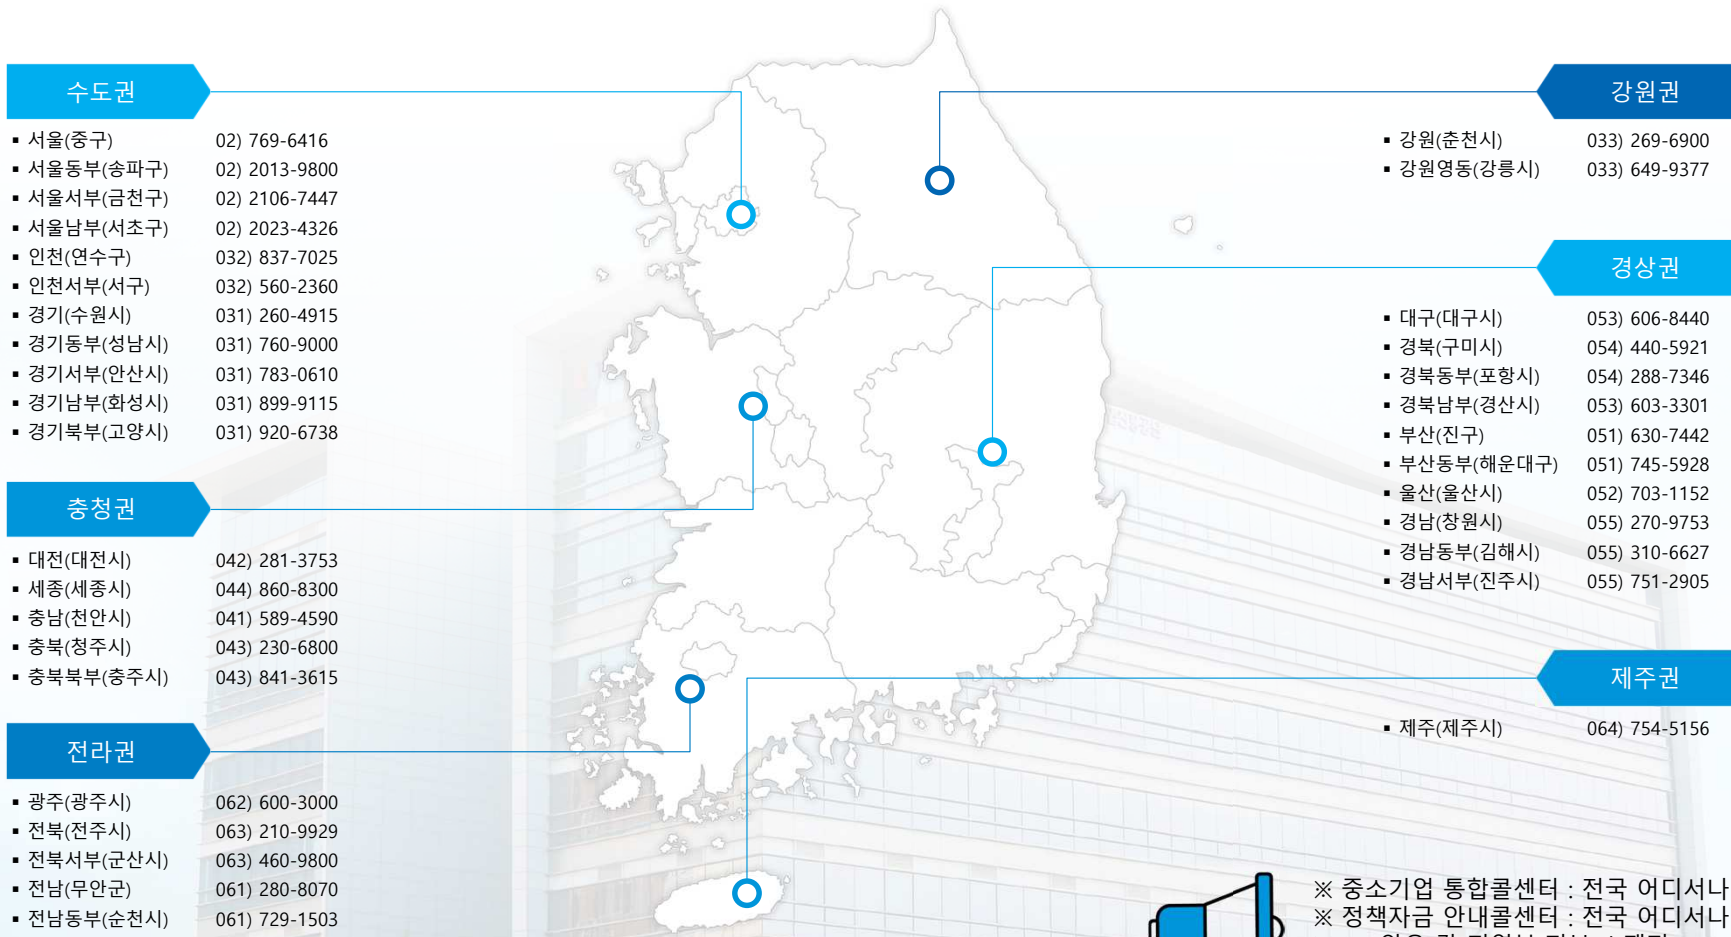 수도권
▪ 서울(중구) 02) 769-6416
▪ 서울동부(송파구) 02) 2013-9800
▪ 서울서부(금천구) 02) 2106-7447
▪ 서울남부(서초구) 02) 2023-4326
▪ 인천(연수구) 032) 837-7025
▪ 인천서부(서구) 032) 560-2360
▪ 경기(수원시) 031) 260-4915
▪ 경기동부(성남시) 031) 760-9000
▪ 경기서부(안산시) 031) 783-0610
▪ 경기남부(화성시) 031) 899-9115
▪ 경기북부(고양시) 031) 920-6738
충청권
▪ 대전(대전시) 042) 281-3753
▪ 세종(세종시) 044) 860-8300
▪ 충남(천안시) 041) 589-4590
▪ 충북(청주시) 043) 230-6800
▪ 충북북부(충주시) 043) 841-3615
전라권
▪ 광주(광주시) 062) 600-3000
▪ 전북(전주시) 063) 210-9929
▪ 전북서부(군산시) 063) 460-9800
▪ 전남(무안군) 061) 280-8070
▪ 전남동부(순천시) 061) 729-1503
강원권
▪ 강원(춘천시) 033) 269-6900
▪ 강원영동(강릉시) 033) 649-9377
경상권
▪ 대구(대구시) 053) 606-8440
▪ 경북(구미시) 054) 440-5921
▪ 경북동부(포항시) 054) 288-7346
▪ 경북남부(경산시) 053) 603-3301
▪ 부산(진구) 051) 630-7442
▪ 부산동부(해운대구) 051) 745-5928
▪ 울산(울산시) 052) 703-1152
▪ 경남(창원시) 055) 270-9753
▪ 경남동부(김해시) 055) 310-6627
▪ 경남서부(진주시) 055) 751-2905
제주권
▪ 제주(제주시) 064) 754-5156
※ 중소기업 통합콜센터 : 전국 어디서나
※ 정책자금 안내콜센터 : 전국 어디서나